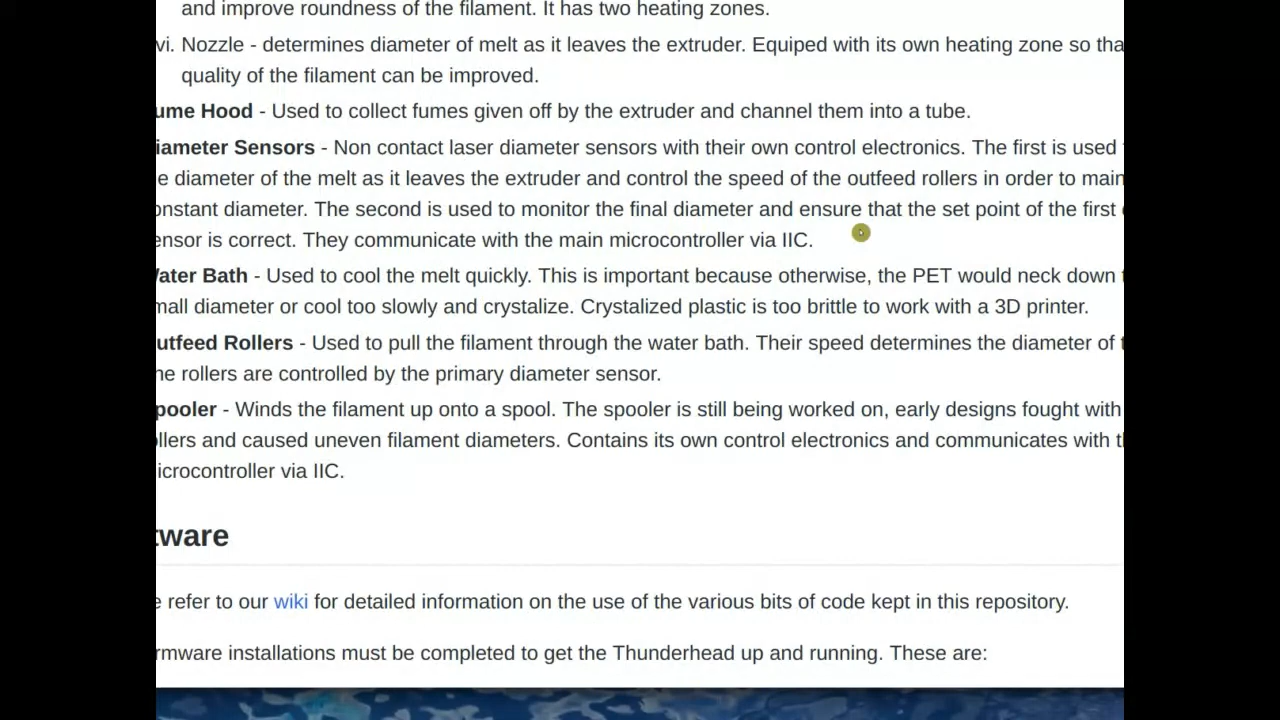 and improve roundness of the filament. It has two heating zones.
vi. Nozzle - determines diameter of melt as it leaves the extruder. Equiped with its own heating zone so tha
quality of the filament can be improved.
ume Hood - Used to collect fumes given off by the extruder and channel them into a tube.
iameter Sensors - Non contact laser diameter sensors with their own control electronics. The first is used
e diameter of the melt as it leaves the extruder and control the speed of the outfeed rollers in order to main
onstant diameter. The second is used to monitor the final diameter and ensure that the set point of the first
ensor is correct. They communicate with the main microcontroller via IIC.
ater Bath - Used to cool the melt quickly. This is important because otherwise, the PET would neck down
mall diameter or cool too slowly and crystalize. Crystalized plastic is too brittle to work with a 3D printer.
utfeed Rollers - Used to pull the filament through the water bath. Their speed determines the diameter of
he rollers are controlled by the primary diameter sensor.
pooler - Winds the filament up onto a spool. The spooler is still being worked on, early designs fought with
ollers and caused uneven filament diameters. Contains its own control electronics and communicates with th
icrocontroller via IIC.
tware
e refer to our wiki for detailed information on the use of the various bits of code kept in this repository.
rmware installations must be completed to get the Thunderhead up and running. These are: